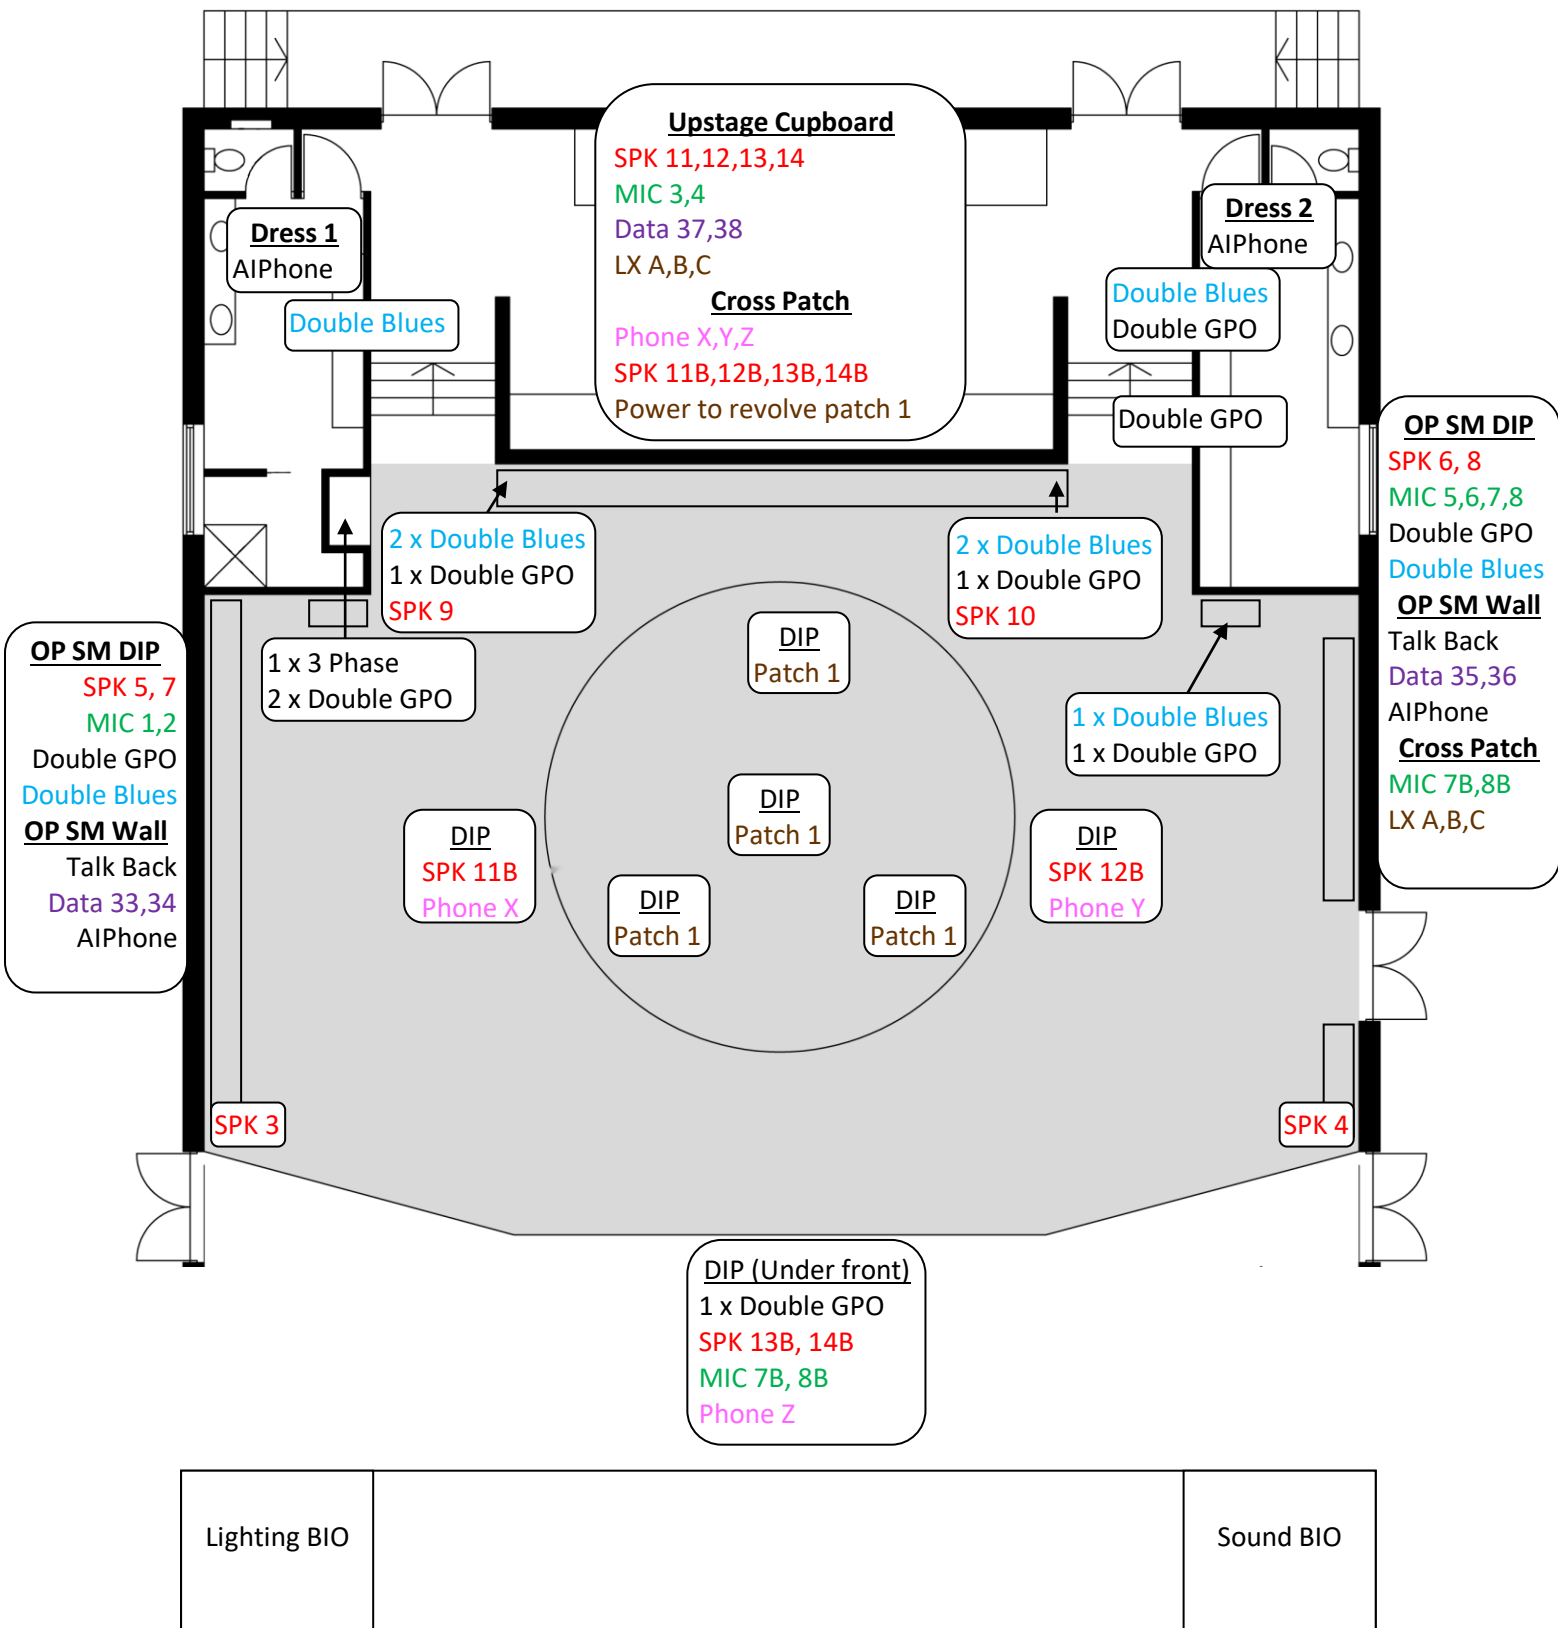 Upstage Cupboard
SPK 11,12,13,14
MIC 3,4
Data 37,38
LX A,B,C
Cross Patch
Phone X,Y,Z
SPK 11B,12B,13B,14B
Power to revolve patch 1
Dress 1
AIPhone
Double Blues
Dress 2
AIPhone
Double Blues
Double GPO
Double GPO
OP SM DIP
SPK 6, 8
MIC 5,6,7,8
Double GPO
Double Blues
OP SM Wall
Talk Back
Data 35,36
AIPhone
Cross Patch
MIC 7B,8B
LX A,B,C
2 x Double Blues
1 x Double GPO
SPK 9
2 x Double Blues
1 x Double GPO
SPK 10
OP SM DIP
SPK 5, 7
MIC 1,2
Double GPO
Double Blues
OP SM Wall
Talk Back
Data 33,34
AIPhone
1 x 3 Phase
2 x Double GPO
DIP
Patch 1
1 x Double Blues
1 x Double GPO
DIP
SPK 11B
Phone X
DIP
Patch 1
DIP
SPK 12B
Phone Y
DIP
Patch 1
DIP
Patch 1
SPK 3
SPK 4
DIP (Under front)
1 x Double GPO
SPK 13B, 14B
MIC 7B, 8B
Phone Z
Lighting BIO
Sound BIO